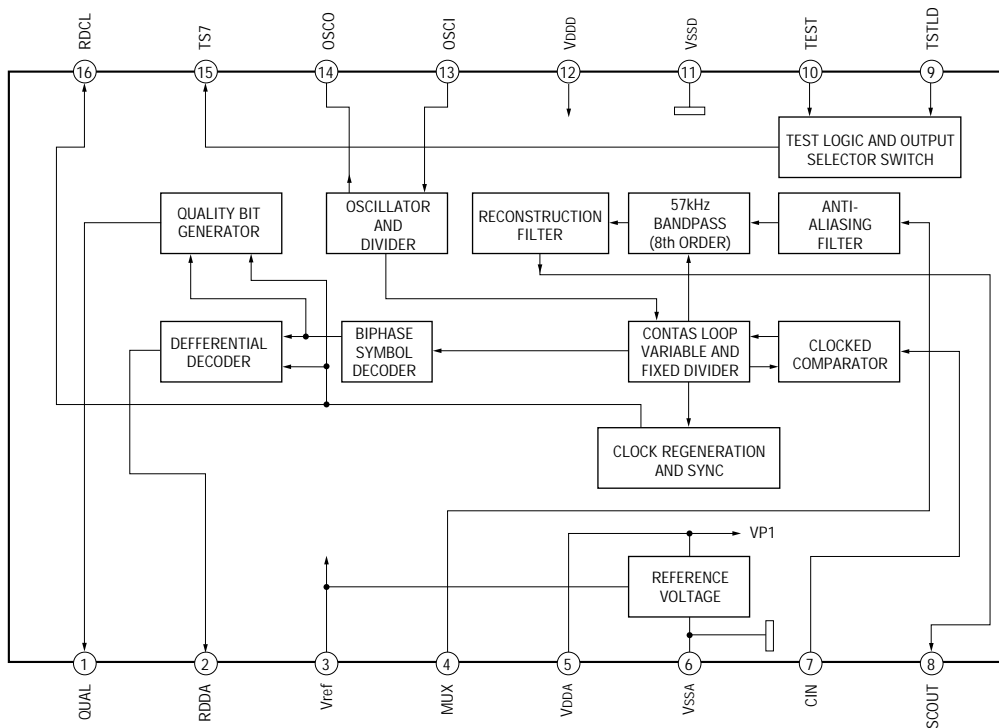 RDCL
TS7
OSCO
OSCI
VDDD
VSSD
TEST
TSTLD
16
15
14
13
12
11
10
9
TEST LOGIC AND OUTPUT
SELECTOR SWITCH
QUALITY BIT
GENERATOR
OSCILLATOR
AND
DIVIDER
RECONSTRUCTION
FILTER
57kHz
BANDPASS
(8th ORDER)
ANTI-
ALIASING
FILTER
DEFFERENTIAL
DECODER
BIPHASE
SYMBOL
DECODER
CONTAS LOOP
VARIABLE AND
FIXED DIVIDER
CLOCKED
COMPARATOR
CLOCK REGENERATION
AND SYNC
VP1
REFERENCE
VOLTAGE
1
2
3
4
5
6
7
8
QUAL
RDDA
Vref
MUX
VDDA
VSSA
CIN
SCOUT